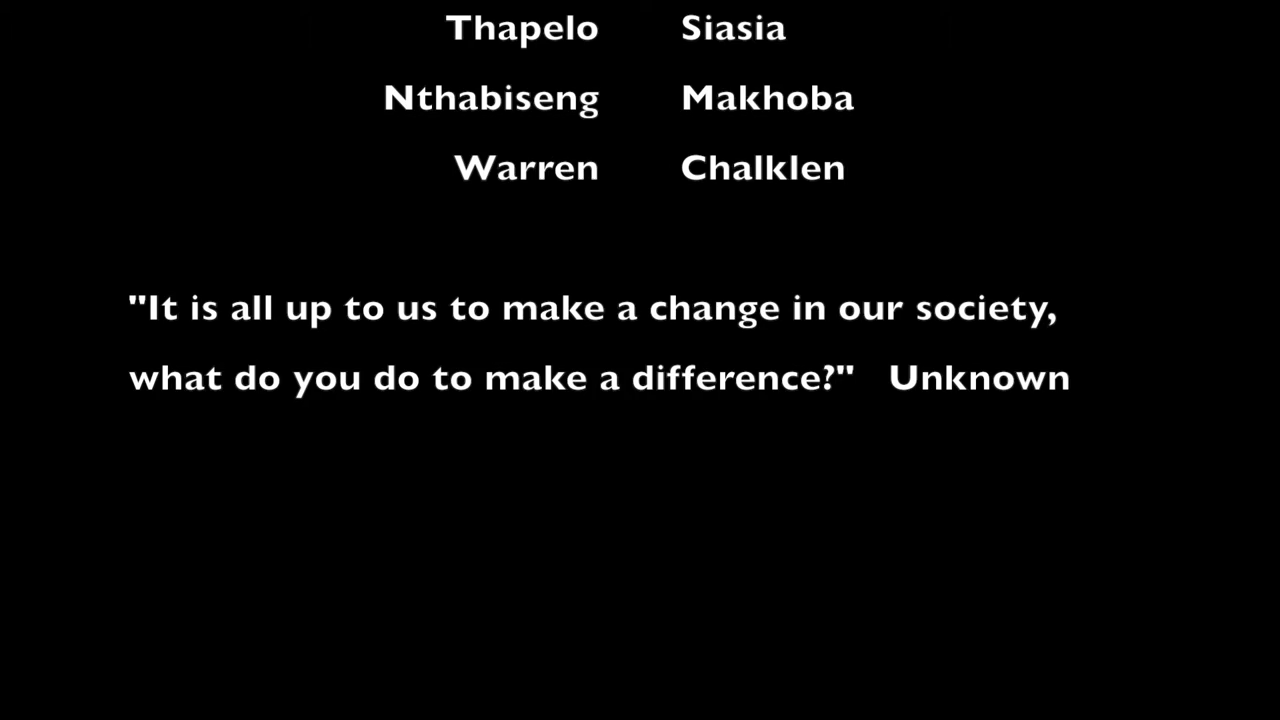 Thapelo Siasia
Nthabiseng Makhoba
Warren Chalklen
"It is all up to us to make a change in our society,
what do you do to make a difference?" Unknown